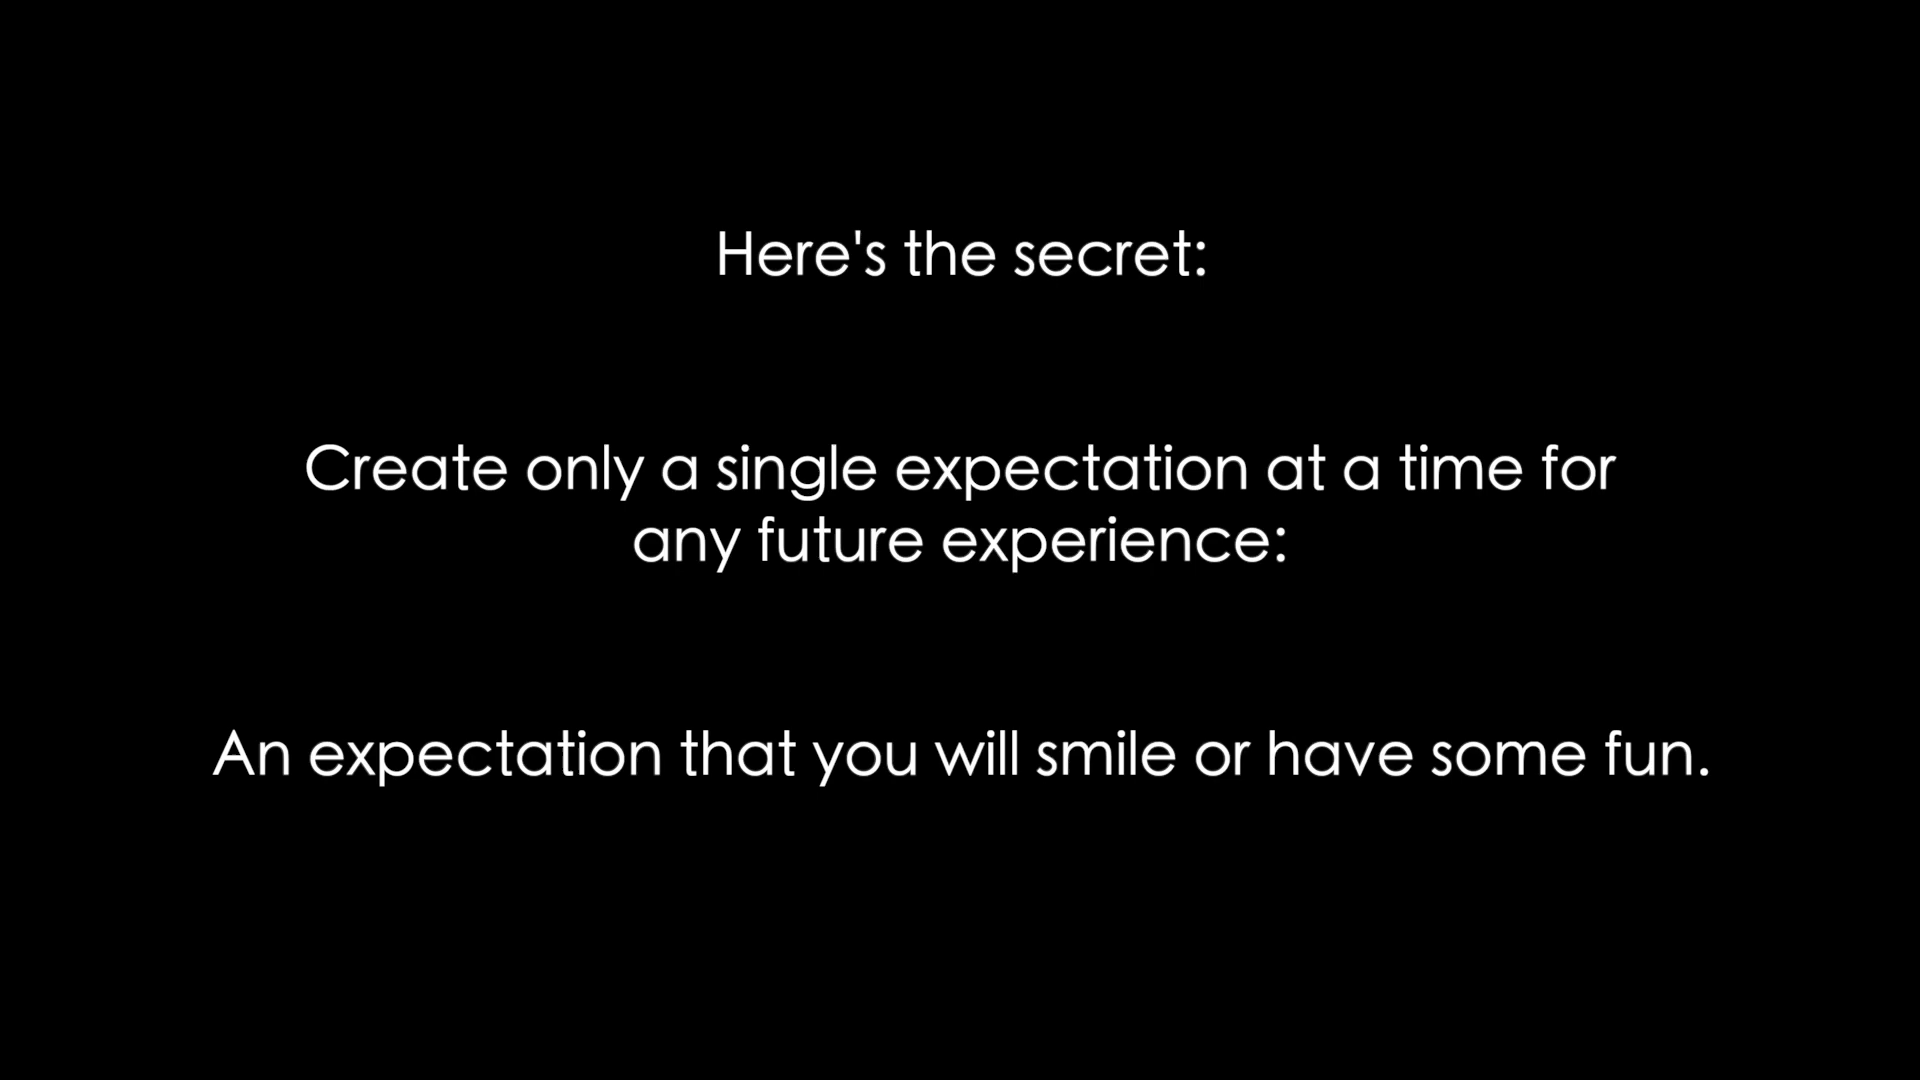 Here's the secret:
Create only a single expectation at a time for
any future experience:
An expectation that you will smile or have some fun.